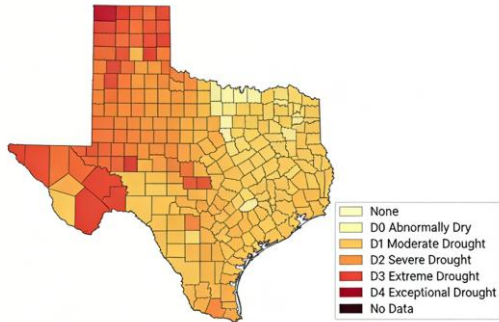 None
D0 Abnormally Dry
D1 Moderate Drought
D2 Severe Drought
D3 Extreme Drought
D4 Exceptional Drought
No Data